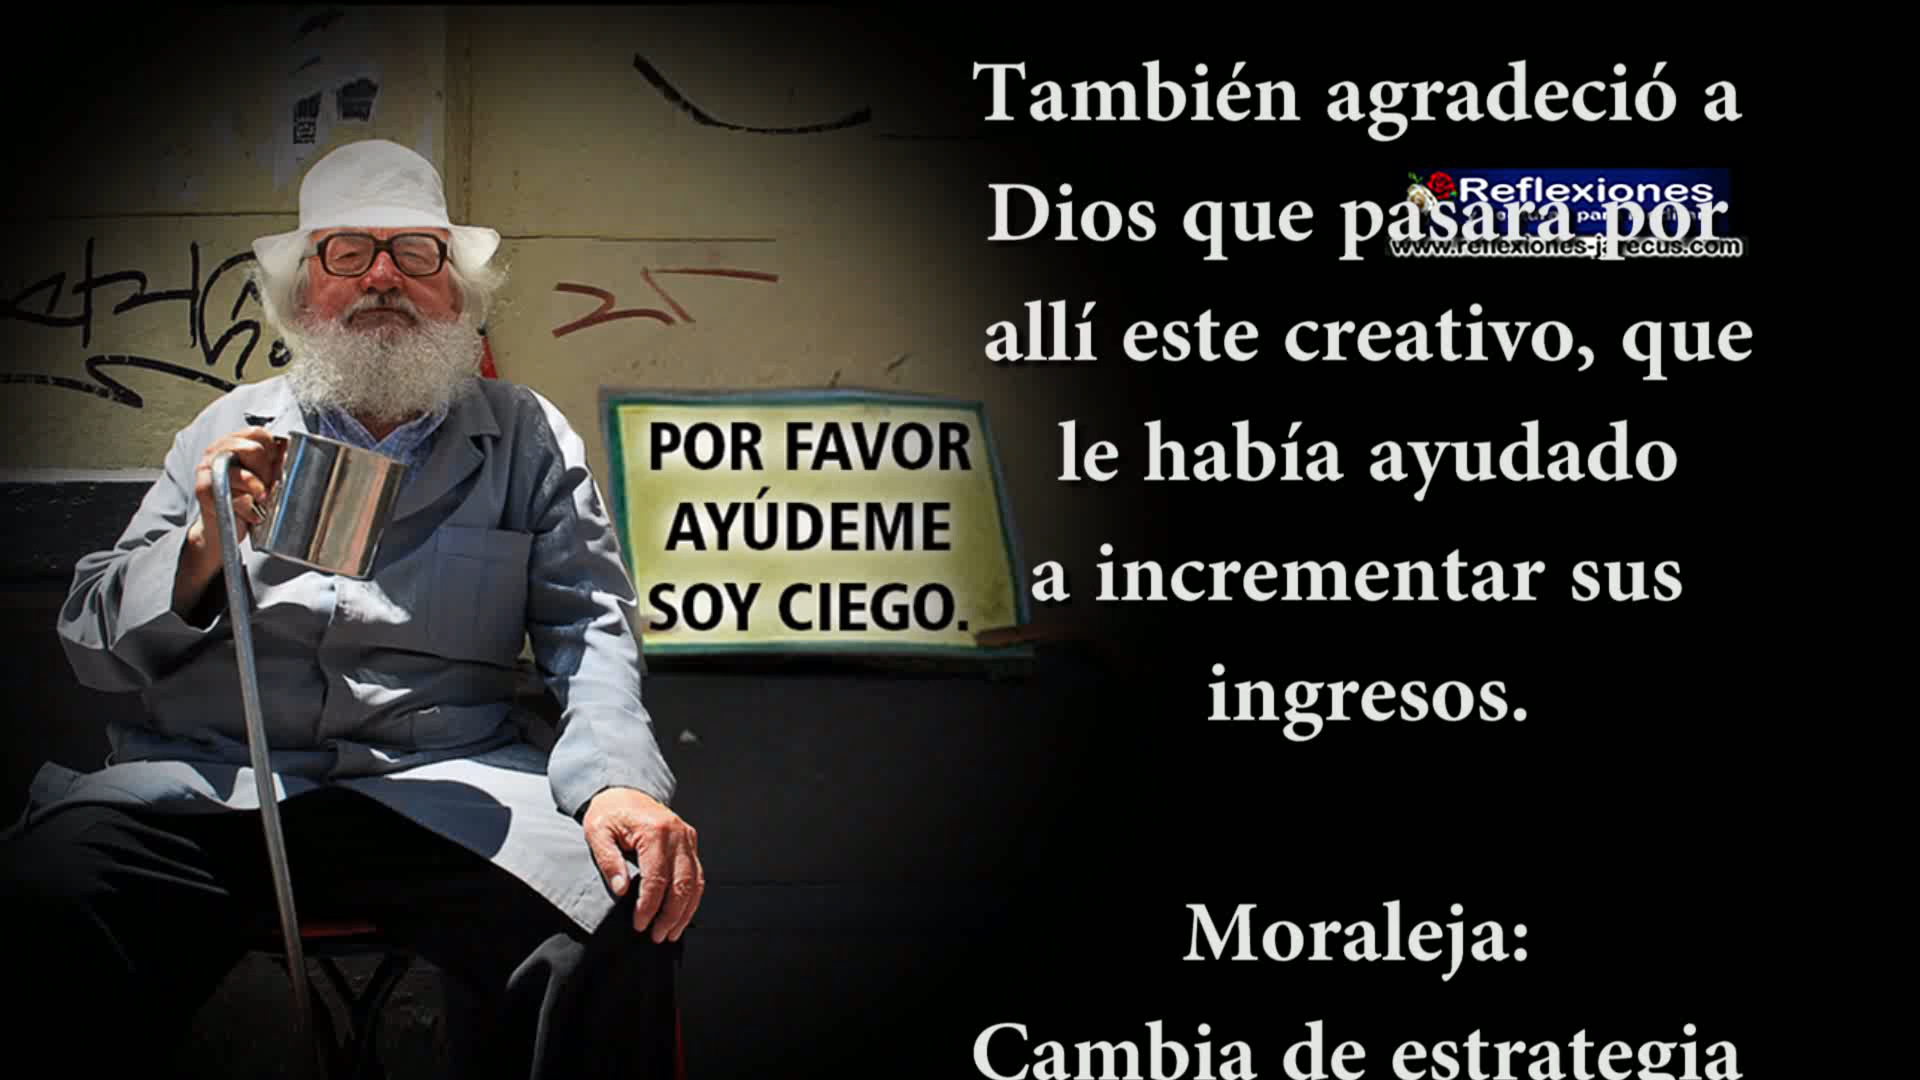 También agradeció a
Dios que pasara por
allí este creativo, que
le había ayudado
a incrementar sus
ingresos.
Moraleja:
Cambia de estrategia
Reflexiones
POR FAVOR
AYÚDEME
SOY CIEGO.